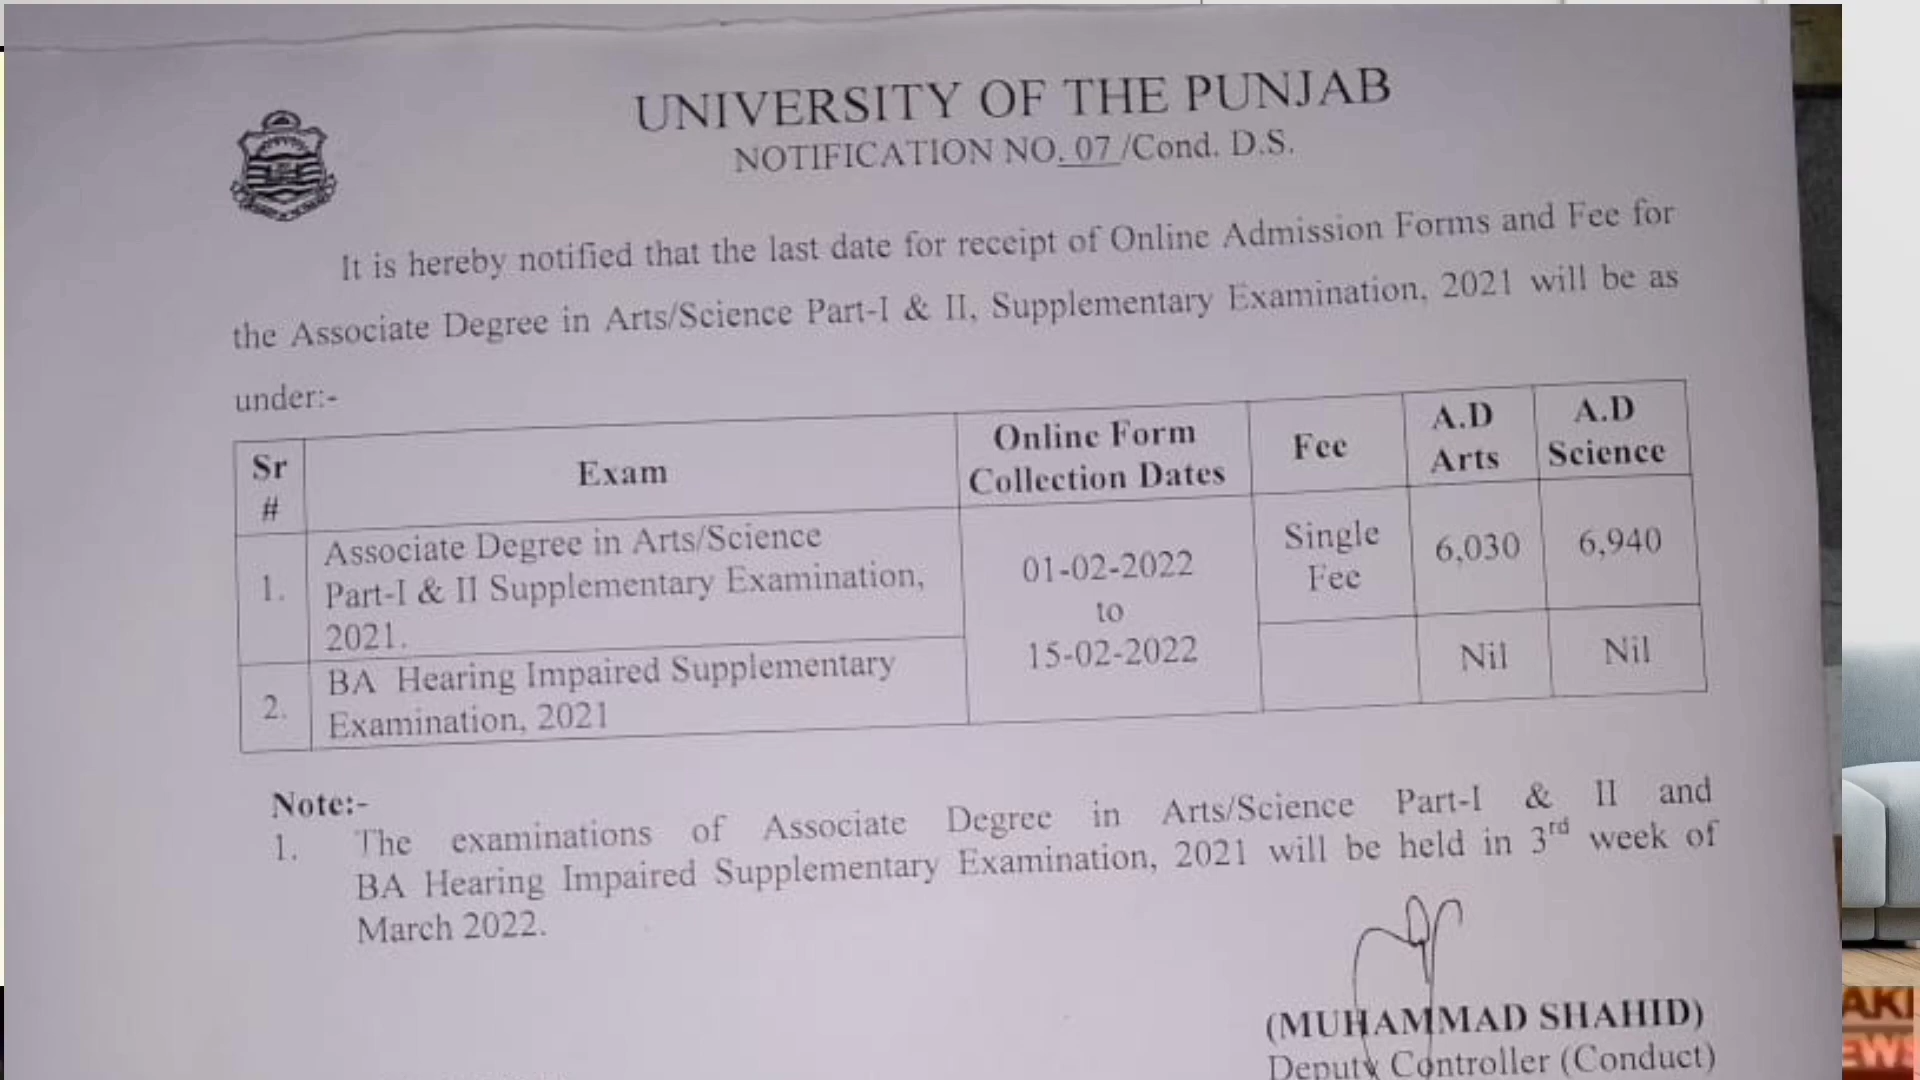 UNIVERSITY OF THE PUNJAB
NOTIFICATION NO. 07 /Cond. D.S.
It is hereby notified that the last date for receipt of Online Admission Forms and Fee for
the Associate Degree in Arts/Science Part-I & II, Supplementary Examination, 2021 will be as
under:-
Sr
#
Exam
Online Form
Collection Dates
Fee
A.D
Arts
A.D
Science
1.
Associate Degree in Arts/Science
Part-I & II Supplementary Examination,
2021.
01-02-2022
to
15-02-2022
Single
Fee
6,030
6,940
2.
BA Hearing Impaired Supplementary
Examination, 2021
Nil
Nil
Note:-
1. The examinations of Associate Degree in Arts/Science Part-I & II and
BA Hearing Impaired Supplementary Examination, 2021 will be held in 3rd week of
March 2022.
(MUHAMMAD SHAHID)
Deputy Controller (Conduct)
AKI
EWS